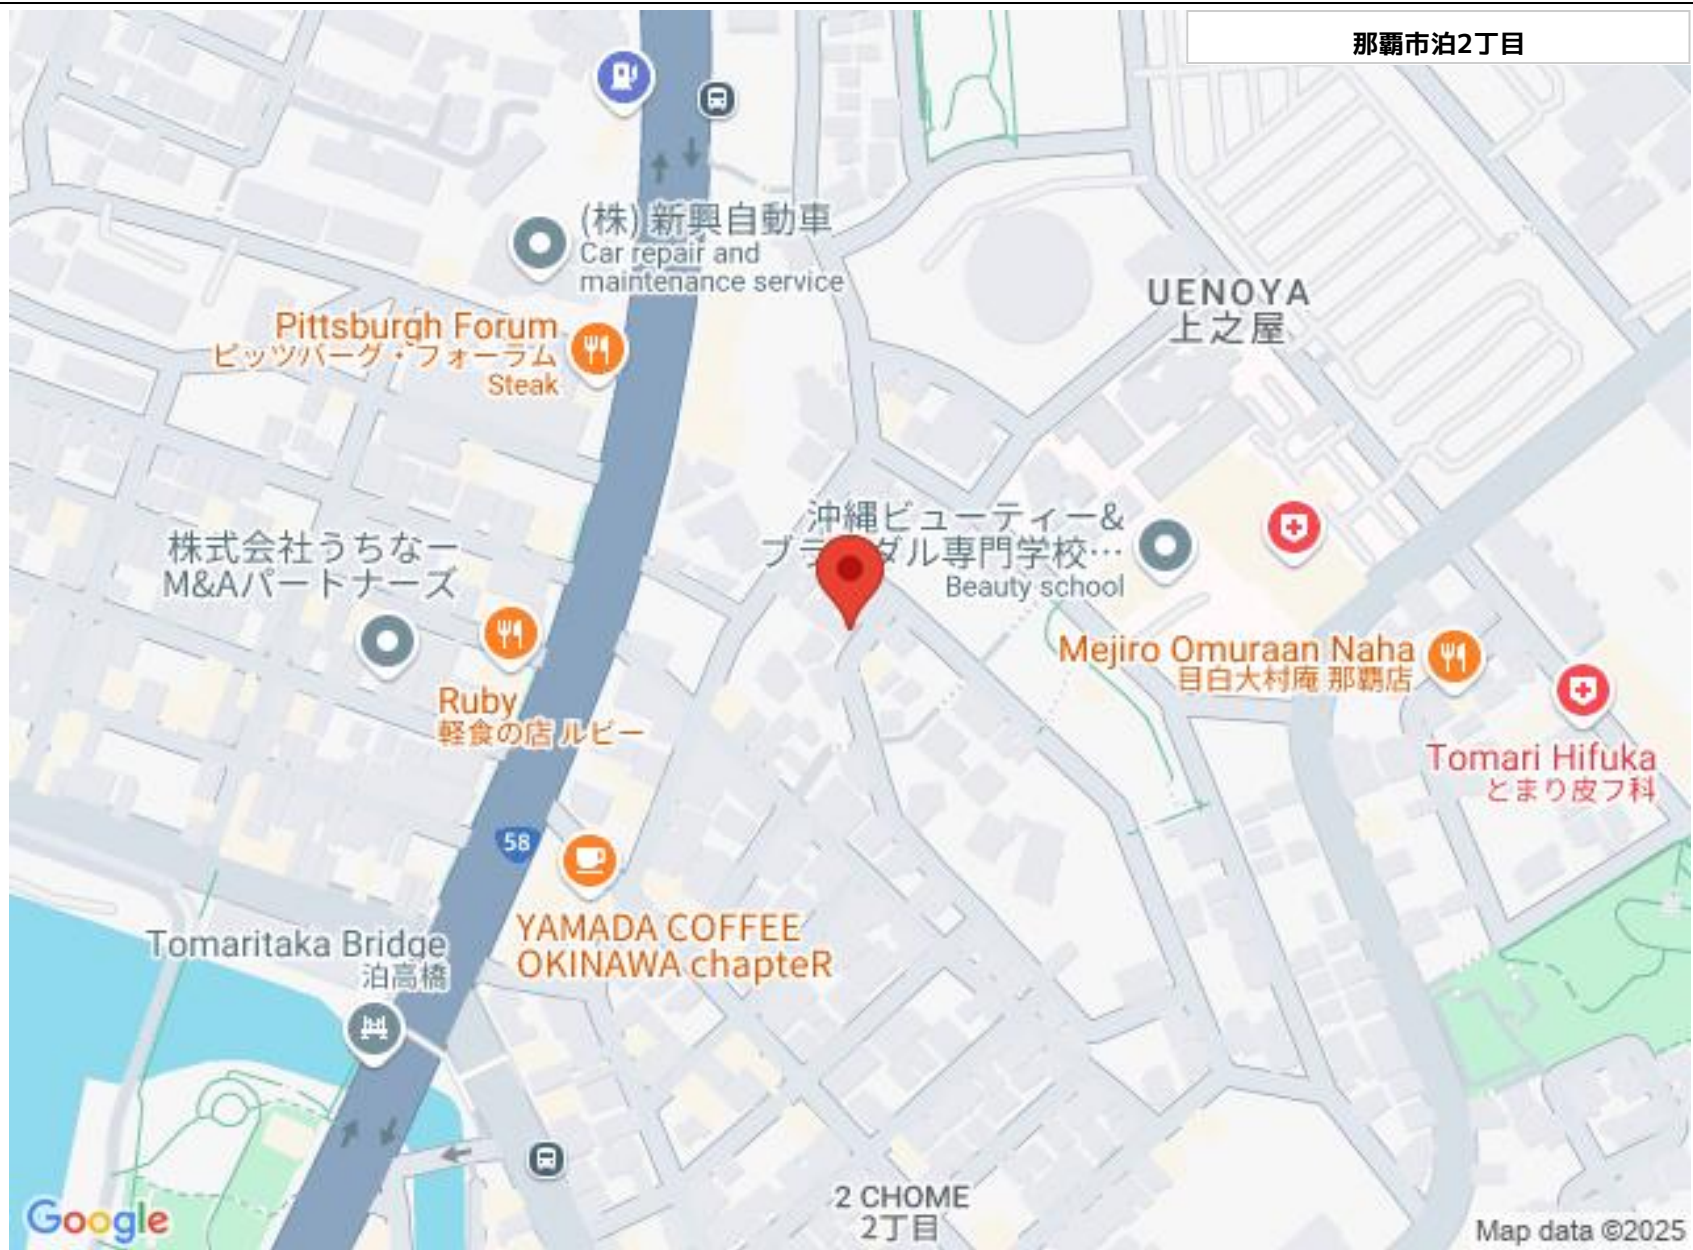 那覇市泊2丁目
(株) 新興自動車
Car repair and
maintenance service
UENOYA
上之屋
Pittsburgh Forum
ピッツバーグ・フォーラム
Steak
沖縄ビューティー&
ブライダル専門学校…
Beauty school
株式会社うちなー
M&Aパートナーズ
Mejiro Omuraan Naha
目白大村庵 那覇店
Ruby
軽食の店 ルビー
Tomari Hifuka
とまり皮フ科
58
YAMADA COFFEE
OKINAWA chapteR
Tomaritaka Bridge
泊高橋
2 CHOME
2丁目
Google
Map data ©2025